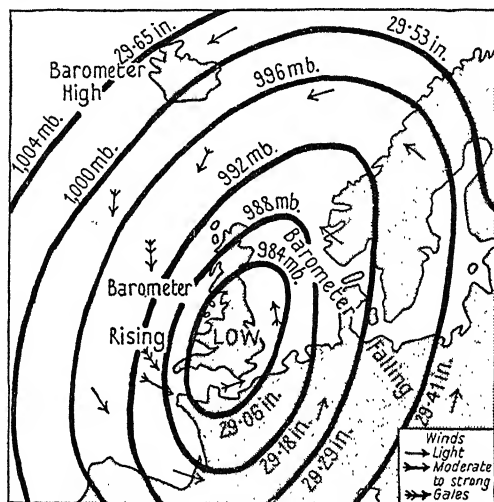 29·65 in.
29·53 in.
Barometer
High
996 mb.
1,004 mb.
1,000 mb.
992 mb.
988 mb.
984 mb.
Barometer
Falling
Barometer
Rising
LOW
29·06 in.
29·18 in.
29·29 in.
29·41 in.
Winds
Light
Moderate
to strong
Gales